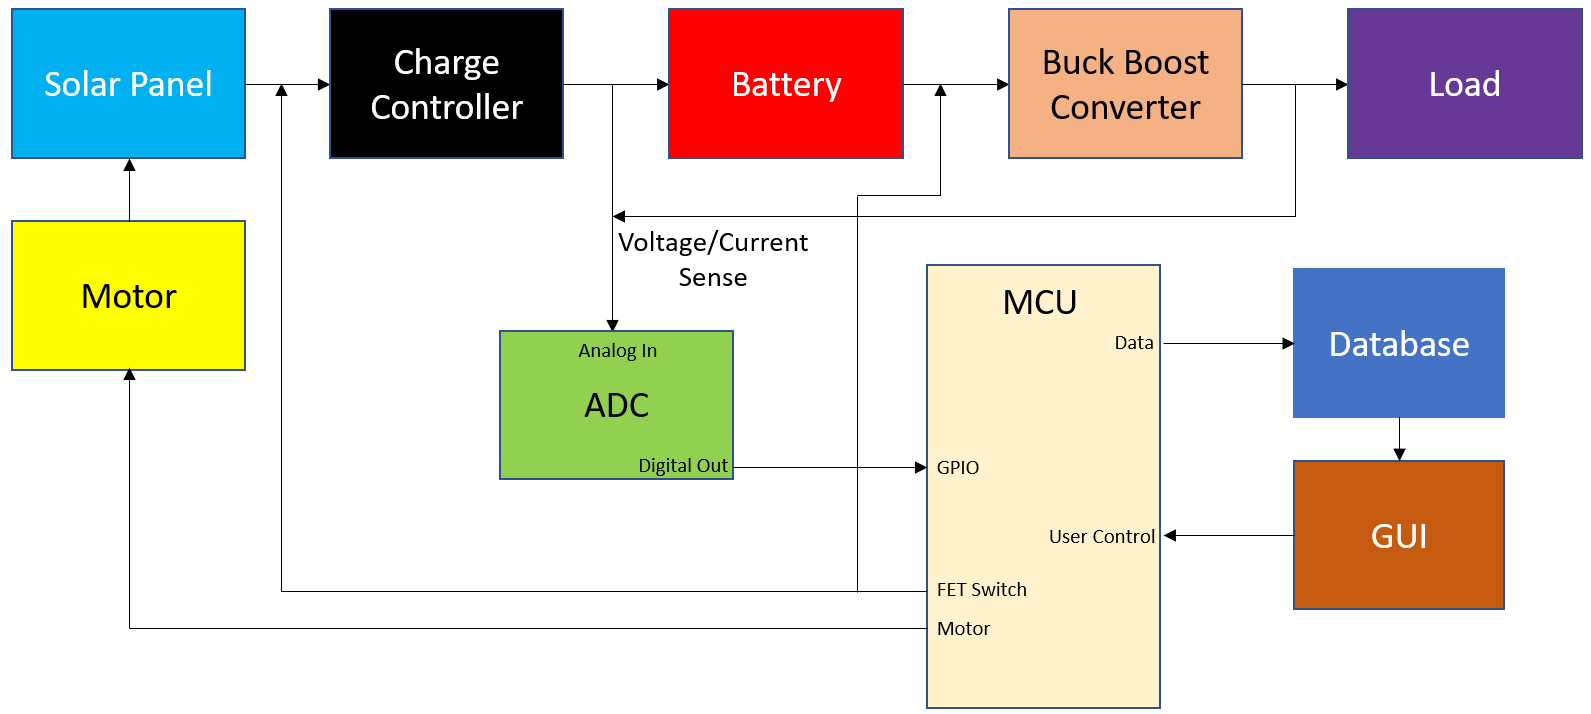 Solar Panel
Charge
Controller
Battery
Buck Boost
Converter
Load
Motor
Voltage/Current
Sense
Analog In
ADC
Digital Out
MCU
Data
GPIO
User Control
FET Switch
Motor
Database
GUI